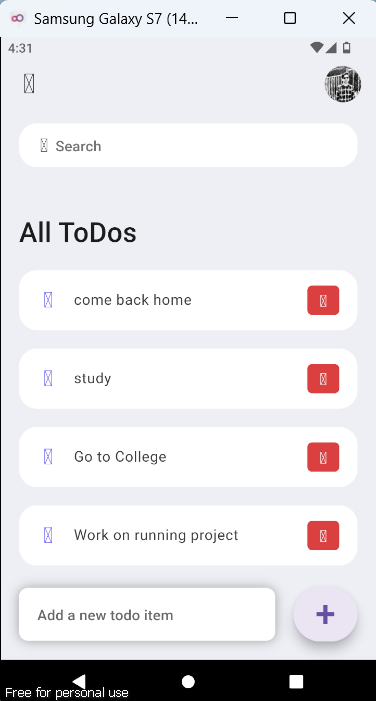 Samsung Galaxy S7 (14...
4:31
Search
All ToDos
come back home
study
Go to College
Work on running project
Add a new todo item
+
Free for personal use